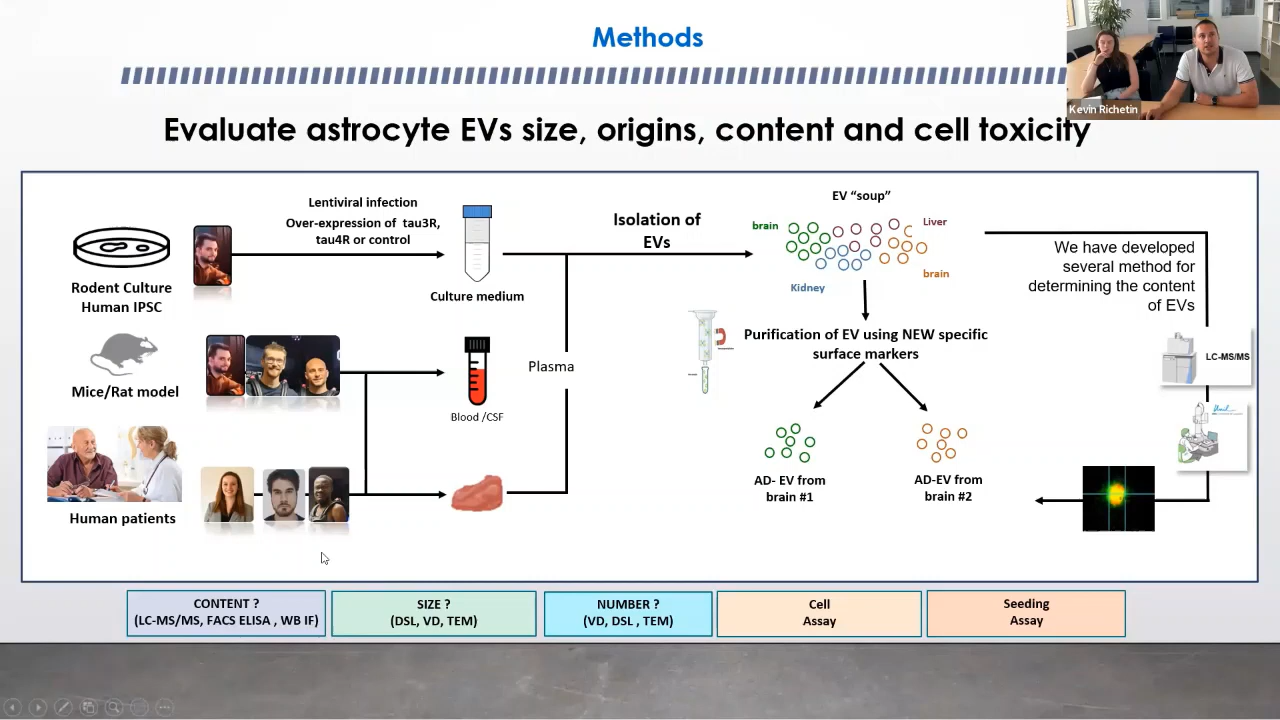 Methods
Kevin Richetin
Evaluate astrocyte EVs size, origins, content and cell toxicity
Lentiviral infection
Over-expression of tau3R,
tau4R or control
Rodent Culture
Human IPSC
Culture medium
Isolation of
EVs
EV “soup”
brain
Liver
brain
Kidney
We have developed
several method for
determining the content
of EVs
LC-MS/MS
Mice/Rat model
Blood /CSF
Plasma
Purification of EV using NEW specific
surface markers
AD- EV from
brain #1
AD-EV from
brain #2
Human patients
CONTENT ?
(LC-MS/MS, FACS ELISA , WB IF)
SIZE ?
(DSL, VD, TEM)
NUMBER ?
(VD, DSL , TEM)
Cell
Assay
Seeding
Assay